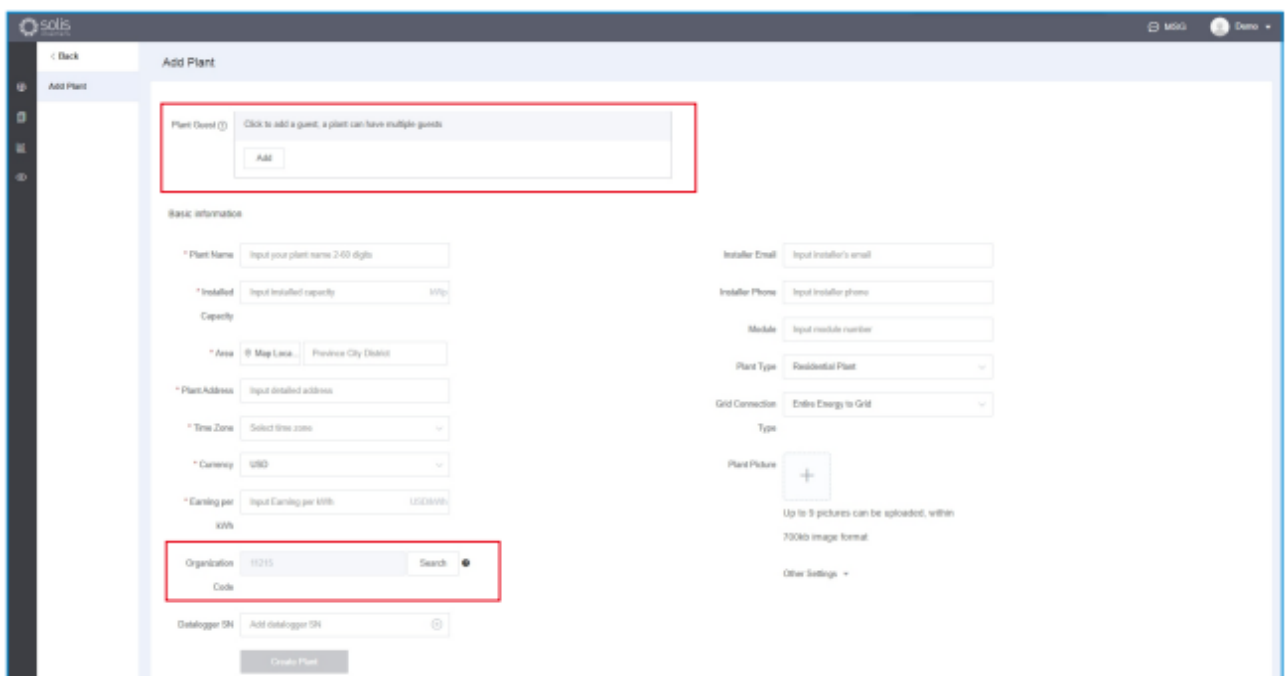 solis
MSG Demo
< Back
Add Plant
Add Plant
Plant Guest Click to add a guest, a plant can have multiple guests
Add
Basic information
* Plant Name Input your plant name 2-60 digits
* Installed Capacity Input installed capacity kWp
* Area Map Loca... Province City District
* Plant Address Input detailed address
* Time Zone Select time zone
* Currency USD
* Earning per kWh Input Earning per kWh USD/kWh
Organization Code 11215 Search
Datalogger SN Add datalogger SN
Create Plant
Installer Email Input installer's email
Installer Phone Input installer phone
Module Input module number
Plant Type Residential Plant
Grid Connection Type Entire Energy to Grid
Plant Picture
Up to 9 pictures can be uploaded, within
700kb image format
Other Settings